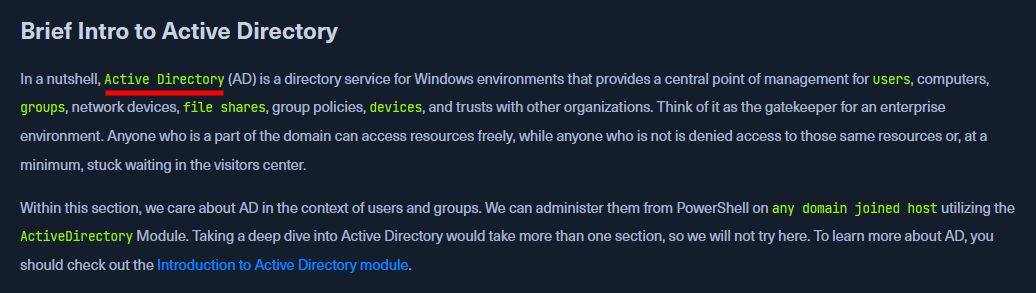 Brief Intro to Active Directory
In a nutshell, Active Directory (AD) is a directory service for Windows environments that provides a central point of management for users, computers,
groups, network devices, file shares, group policies, devices, and trusts with other organizations. Think of it as the gatekeeper for an enterprise
environment. Anyone who is a part of the domain can access resources freely, while anyone who is not is denied access to those same resources or, at a
minimum, stuck waiting in the visitors center.
Within this section, we care about AD in the context of users and groups. We can administer them from PowerShell on any domain joined host utilizing the
ActiveDirectory Module. Taking a deep dive into Active Directory would take more than one section, so we will not try here. To learn more about AD, you
should check out the Introduction to Active Directory module.